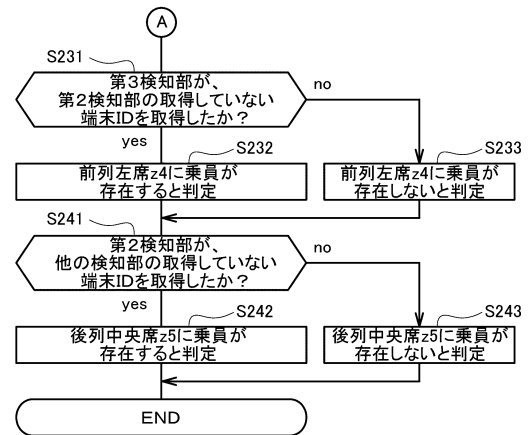 A
S231
第3検知部が、
第2検知部の取得していない
端末IDを取得したか？
no
yes
S232
前列左席z4に乗員が
存在すると判定
S233
前列左席z4に乗員が
存在しないと判定
S241
第2検知部が、
他の検知部の取得していない
端末IDを取得したか？
no
yes
S242
後列中央席z5に乗員が
存在すると判定
S243
後列中央席z5に乗員が
存在しないと判定
END